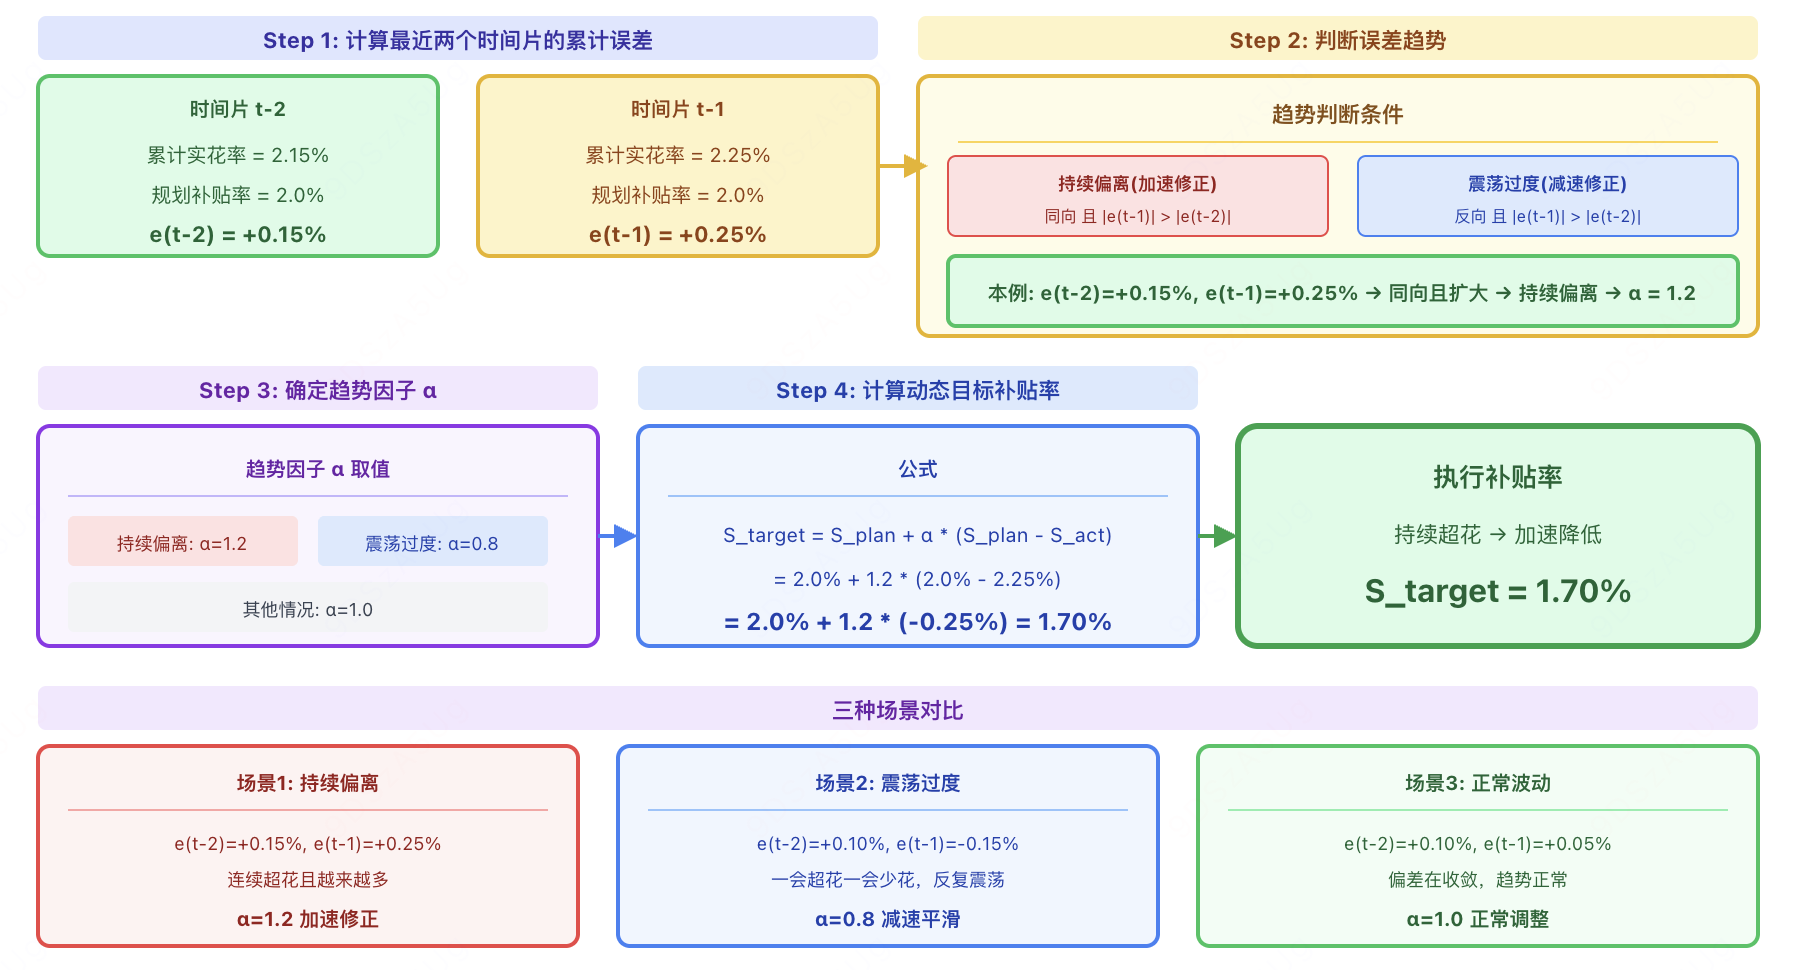 Step 1: 计算最近两个时间片的累计误差
时间片 t-2
累计实花率 = 2.15%
规划补贴率 = 2.0%
e(t-2) = +0.15%
时间片 t-1
累计实花率 = 2.25%
规划补贴率 = 2.0%
e(t-1) = +0.25%
Step 2: 判断误差趋势
趋势判断条件
持续偏离(加速修正)
同向 且 |e(t-1)| > |e(t-2)|
震荡过度(减速修正)
反向 且 |e(t-1)| > |e(t-2)|
本例: e(t-2)=+0.15%, e(t-1)=+0.25% → 同向且扩大 → 持续偏离 → α = 1.2
Step 3: 确定趋势因子 α
趋势因子 α 取值
持续偏离: α=1.2
震荡过度: α=0.8
其他情况: α=1.0
Step 4: 计算动态目标补贴率
公式
S_target = S_plan + α * (S_plan - S_act)
= 2.0% + 1.2 * (2.0% - 2.25%)
= 2.0% + 1.2 * (-0.25%) = 1.70%
执行补贴率
持续超花 → 加速降低
S_target = 1.70%
三种场景对比
场景1: 持续偏离
e(t-2)=+0.15%, e(t-1)=+0.25%
连续超花且越来越多
α=1.2 加速修正
场景2: 震荡过度
e(t-2)=+0.10%, e(t-1)=-0.15%
一会超花一会少花，反复震荡
α=0.8 减速平滑
场景3: 正常波动
e(t-2)=+0.10%, e(t-1)=+0.05%
偏差在收敛，趋势正常
α=1.0 正常调整